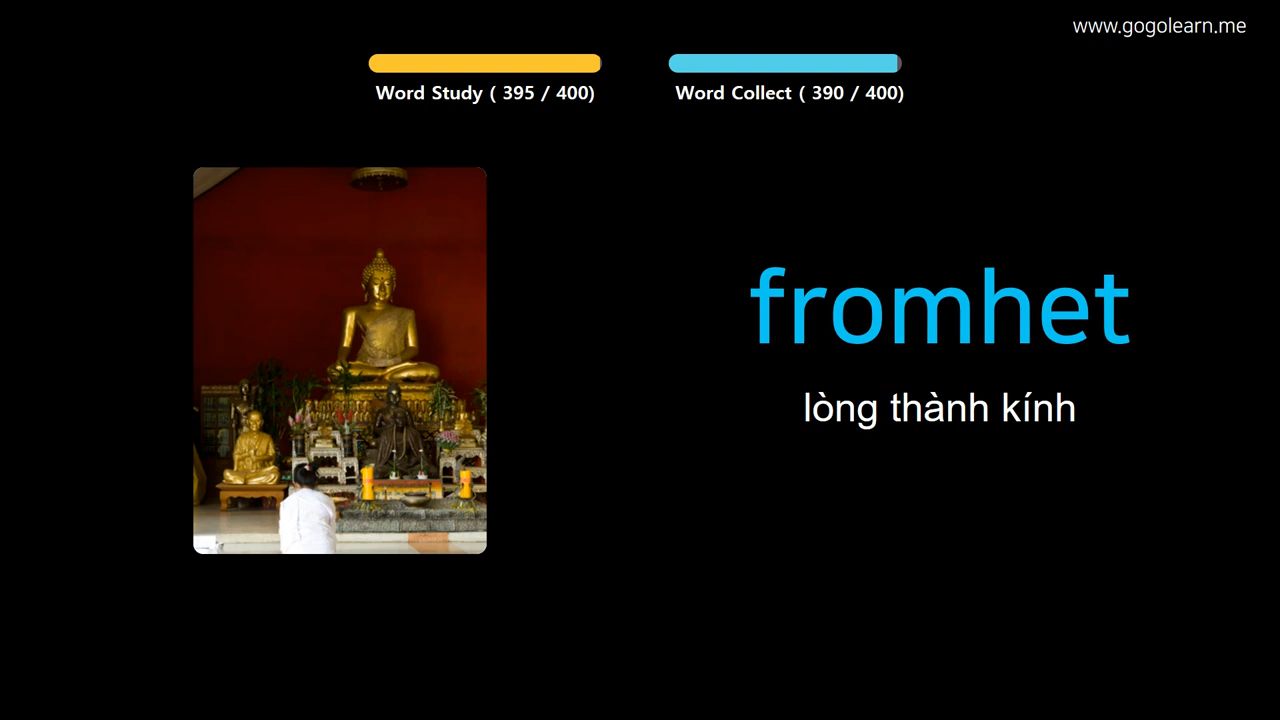 www.gogolearn.me
Word Study ( 395 / 400)
Word Collect ( 390 / 400)
fromhet
lòng thành kính